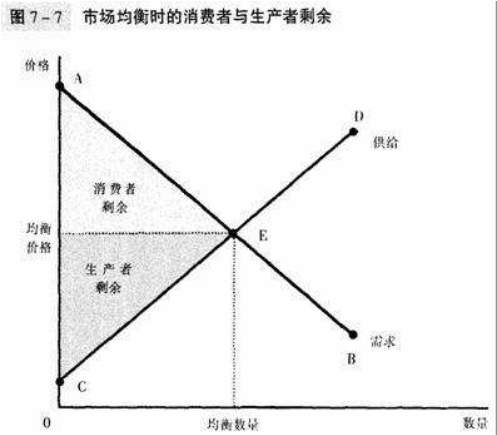 图7-7 市场均衡时的消费者与生产者剩余
价格
A
D
供给
消费者
剩余
均衡
价格
E
生产者
剩余
B
需求
C
0
均衡数量
数量